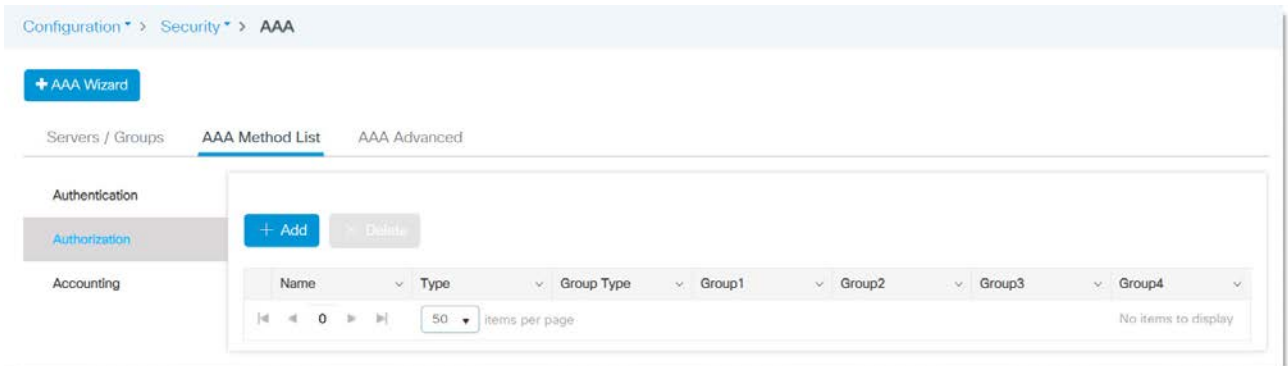 Configuration > Security > AAA
+ AAA Wizard
Servers / Groups AAA Method List AAA Advanced
Authentication
Authorization
+ Add × Delete
Accounting
Name Type Group Type Group1 Group2 Group3 Group4
0 50 items per page No items to display